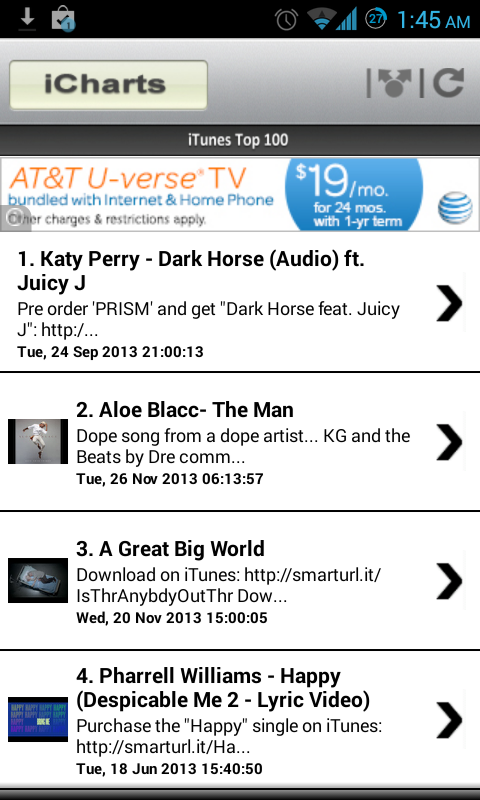 27 1:45 AM
iCharts
iTunes Top 100
AT&T U-verse® TV
bundled with Internet & Home Phone
Other charges & restrictions apply.
$19/mo.
for 24 mos.
with 1-yr term
at&t
1. Katy Perry - Dark Horse (Audio) ft.
Juicy J
Pre order 'PRISM' and get "Dark Horse feat. Juicy
J": http:/...
Tue, 24 Sep 2013 21:00:13
2. Aloe Blacc- The Man
Dope song from a dope artist... KG and the
Beats by Dre comm...
Tue, 26 Nov 2013 06:13:57
3. A Great Big World
Download on iTunes: http://smarturl.it/
IsThrAnybdyOutThr Dow...
Wed, 20 Nov 2013 15:00:05
4. Pharrell Williams - Happy
(Despicable Me 2 - Lyric Video)
Purchase the "Happy" single on iTunes:
http://smarturl.it/Ha...
Tue, 18 Jun 2013 15:40:50